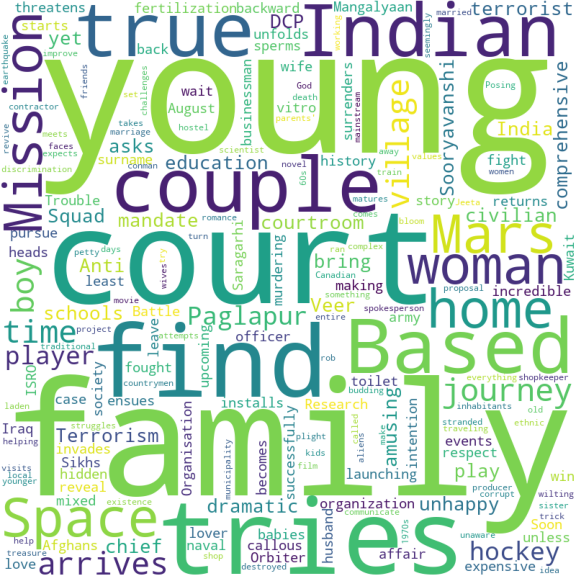 threatens
fertilization
backward
Mangalyaan
terrorist
DCP
starts
yet
back
unfolds
sperms
wife
true
Indian
young
Mission
businessman
wait
August
vitro
God
death
mainstream
surrenders
village
Sooryavanshi
comprehensive
Posing
India
women
married
working
seemingly
earthquake
improve
friends
contractor
revive
meets
faces
expects
discrimination
takes
marriage
hostel
set
challenges
asks
surname
conman
scientist
parents'
education
novel
60s
history
train
away
values
fight
Trouble
Squad
pursue
heads
couple
mandate
romance
turn
courtroom
matures
comes
bloom
story
Jeeta
returns
civilian
Kuwait
petty
days
least
Anti
wives
try
movie
Saragarhi
murdering
bring
ran
complex
Canadian
something
spokesperson
entire
making
court
Mars
woman
incredible
proposal
boy
schools
Battle
Paglapur
Veer
time
project
traditional
attempts
countrymen
leave
fought
upcoming
officer
army
rob
home
player
ISRO
case
society
ensues
find
installs
Research
toilet
amusing
intention
Based
journey
everything
shopkeeper
budding
inhabitants
laden
struggles
Iraq
helping
Terrorism
Organisation
successfully
plight
kids
called
film
aliens
make
launching
events
respect
stranded
traveling
old
ethnic
invades
visits
local
younger
Sikhs
hidden
reveal
becomes
municipality
family
play
win
Space
mixed
dramatic
organization
unhappy
producer
corrupt
wilting
sister
trick
help
existence
Afghans
chief
lover
naval
babies
callous
husband
communicate
1970s
Soon
unless
unaware
treasure
love
arrives
tries
shop
destroyed
Orbiter
affair
hockey
expensive
idea